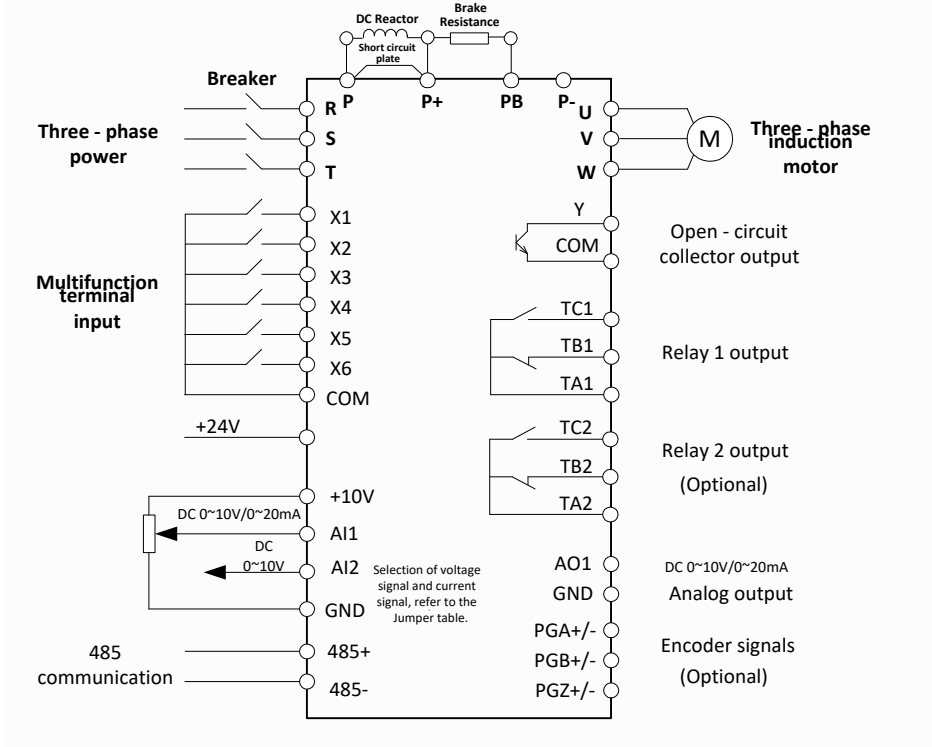 DC Reactor
Brake
Resistance
Short circuit
plate
Breaker
P
P+
PB
P-
Three - phase
power
R
S
T
U
V
W
M
Three - phase
induction
motor
Multifunction
terminal
input
X1
X2
X3
X4
X5
X6
COM
+24V
Y
COM
Open - circuit
collector output
TC1
TB1
TA1
Relay 1 output
TC2
TB2
TA2
Relay 2 output
(Optional)
+10V
DC 0~10V/0~20mA
AI1
DC
0~10V
AI2
GND
Selection of voltage
signal and current
signal, refer to the
Jumper table.
AO1
GND
DC 0~10V/0~20mA
Analog output
485
communication
485+
485-
PGA+/-
PGB+/-
PGZ+/-
Encoder signals
(Optional)